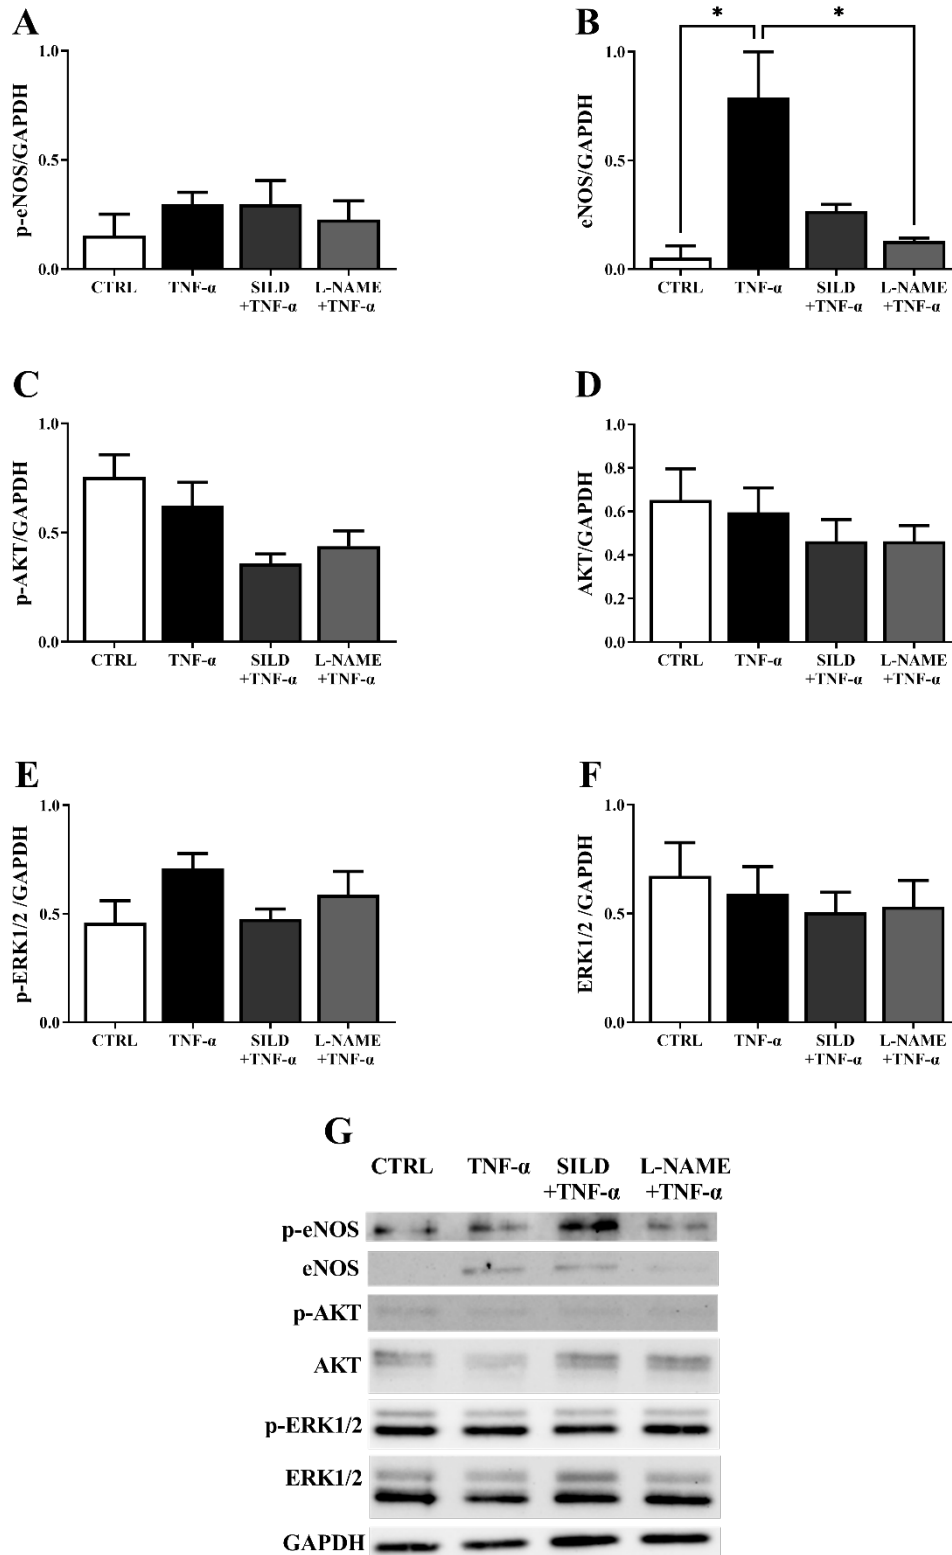 A
p-eNOS/GAPDH
1.0
0.5
0.0
CTRL
TNF-α
SILD
+TNF-α
L-NAME
+TNF-α
B
*
*
eNOS/GAPDH
1.0
0.5
0.0
CTRL
TNF-α
SILD
+TNF-α
L-NAME
+TNF-α
C
p-AKT/GAPDH
1.0
0.5
0.0
CTRL
TNF-α
SILD
+TNF-α
L-NAME
+TNF-α
D
AKT/GAPDH
1.0
0.8
0.6
0.4
0.2
0.0
CTRL
TNF-α
SILD
+TNF-α
L-NAME
+TNF-α
E
p-ERK1/2 /GAPDH
1.0
0.5
0.0
CTRL
TNF-α
SILD
+TNF-α
L-NAME
+TNF-α
F
ERK1/2 /GAPDH
1.0
0.5
0.0
CTRL
TNF-α
SILD
+TNF-α
L-NAME
+TNF-α
G
CTRL
TNF-α
SILD
+TNF-α
L-NAME
+TNF-α
p-eNOS
eNOS
p-AKT
AKT
p-ERK1/2
ERK1/2
GAPDH